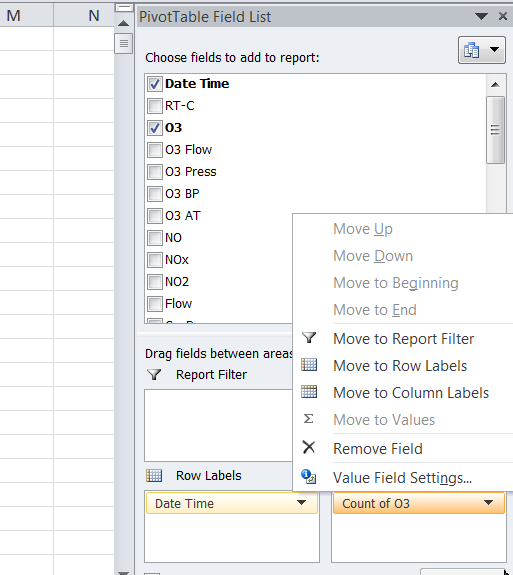 M N
PivotTable Field List
Choose fields to add to report:
Date Time
RT-C
O3
O3 Flow
O3 Press
O3 BP
O3 AT
NO
NOx
NO2
Flow
Move Up
Move Down
Move to Beginning
Move to End
Move to Report Filter
Move to Row Labels
Move to Column Labels
Σ Move to Values
Remove Field
Value Field Settings...
Drag fields between areas
Report Filter
Row Labels
Date Time
Count of O3